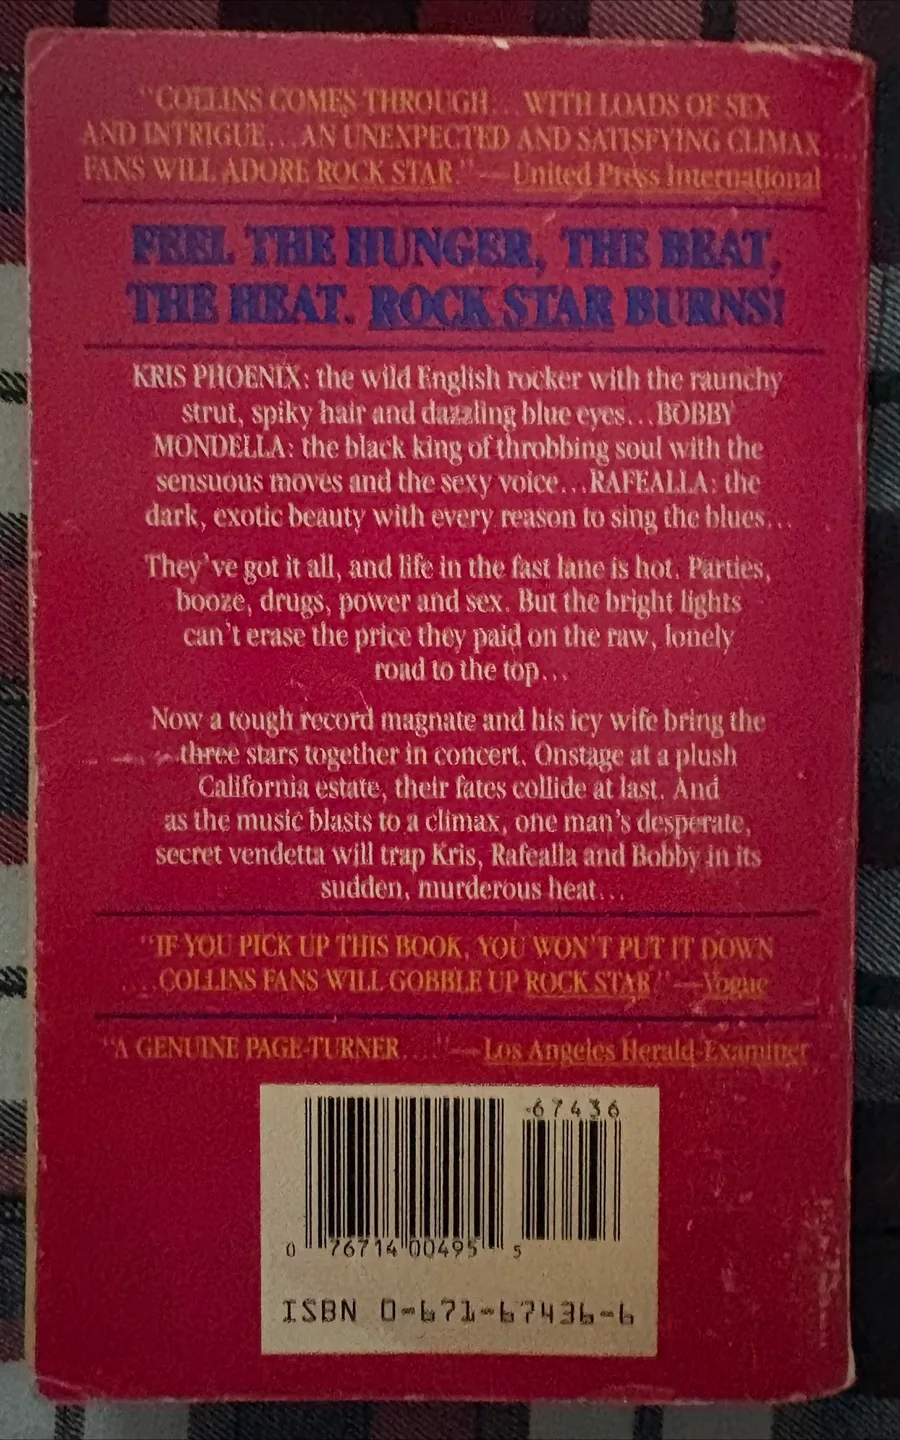 "COLLINS COMES THROUGH... WITH LOADS OF SEX
AND INTRIGUE...AN UNEXPECTED AND SATISFYING CLIMAX
FANS WILL ADORE ROCK STAR." — United Press International
FEEL THE HUNGER, THE BEAT,
THE HEAT. ROCK STAR BURNS!
KRIS PHOENIX: the wild English rocker with the raunchy
strut, spiky hair and dazzling blue eyes...BOBBY
MONDELLA: the black king of throbbing soul with the
sensuous moves and the sexy voice...RAFEALLA: the
dark, exotic beauty with every reason to sing the blues...
They've got it all, and life in the fast lane is hot. Parties,
booze, drugs, power and sex. But the bright lights
can't erase the price they paid on the raw, lonely
road to the top...
Now a tough record magnate and his icy wife bring the
three stars together in concert. Onstage at a plush
California estate, their fates collide at last. And
as the music blasts to a climax, one man's desperate,
secret vendetta will trap Kris, Rafealla and Bobby in its
sudden, murderous heat...
"IF YOU PICK UP THIS BOOK, YOU WON'T PUT IT DOWN
....COLLINS FANS WILL GOBBLE UP ROCK STAR" —Vogue
"A GENUINE PAGE-TURNER...." — Los Angeles Herald-Examiner
67436
0 76714 00495 5
ISBN 0-671-67436-6